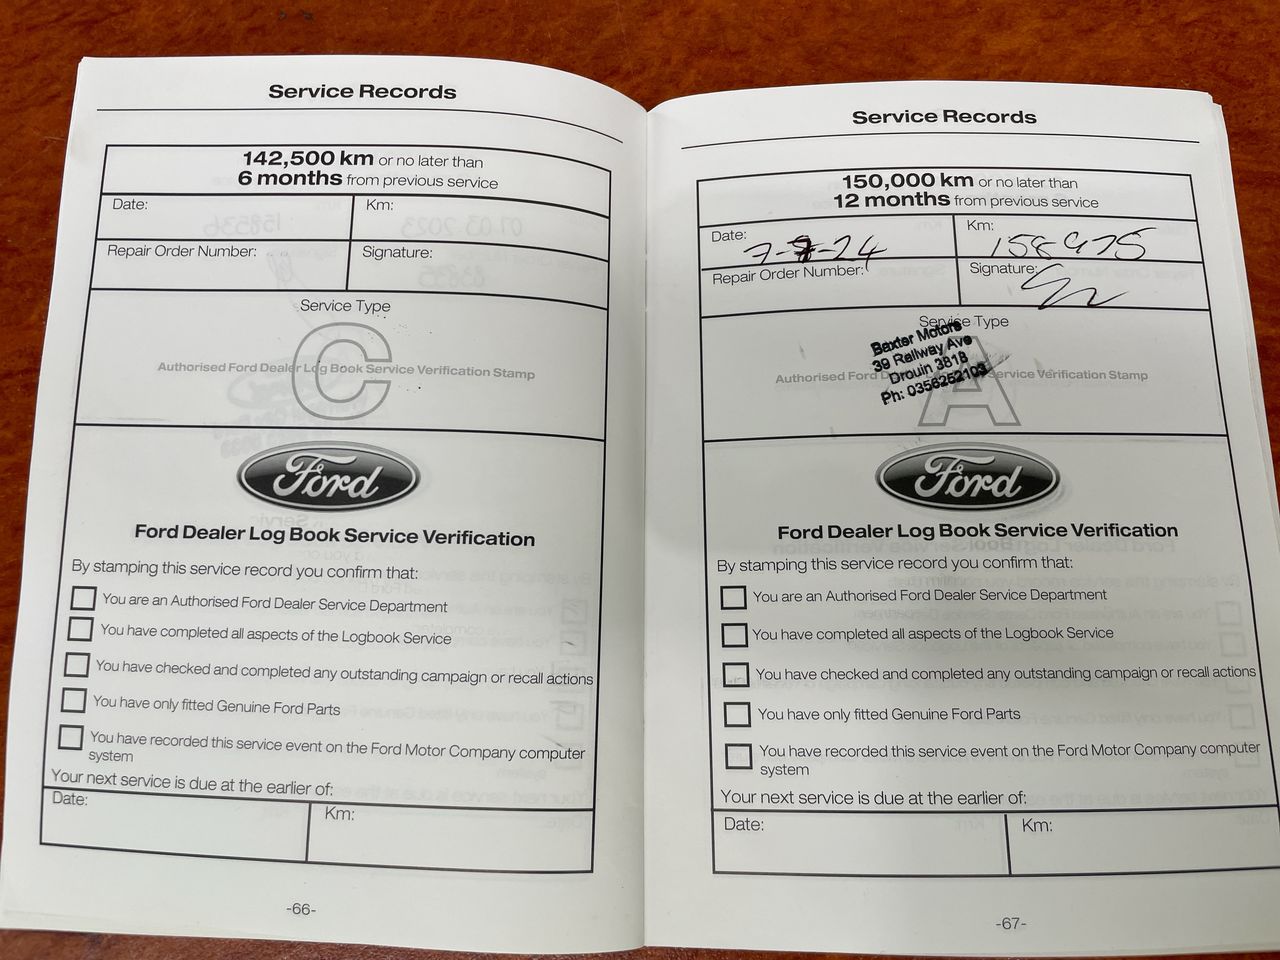 Service Records
142,500 km or no later than
6 months from previous service
Date:
Km:
Repair Order Number:
Signature:
Service Type
C
Authorised Ford Dealer Log Book Service Verification Stamp
Ford
Ford Dealer Log Book Service Verification
By stamping this service record you confirm that:
You are an Authorised Ford Dealer Service Department
You have completed all aspects of the Logbook Service
You have checked and completed any outstanding campaign or recall actions
You have only fitted Genuine Ford Parts
You have recorded this service event on the Ford Motor Company computer
system
Your next service is due at the earlier of:
Date:
Km:
-66-
Service Records
150,000 km or no later than
12 months from previous service
Date:
Km:
158975
Repair Order Number:
Signature:
Service Type
A
Baxter Motors
39 Railway Ave
Drouin 3818
Ph: 0356252103
Authorised Ford Service Verification Stamp
Ford
Ford Dealer Log Book Service Verification
By stamping this service record you confirm that:
You are an Authorised Ford Dealer Service Department
You have completed all aspects of the Logbook Service
You have checked and completed any outstanding campaign or recall actions
You have only fitted Genuine Ford Parts
You have recorded this service event on the Ford Motor Company computer
system
Your next service is due at the earlier of:
Date:
Km:
-67-